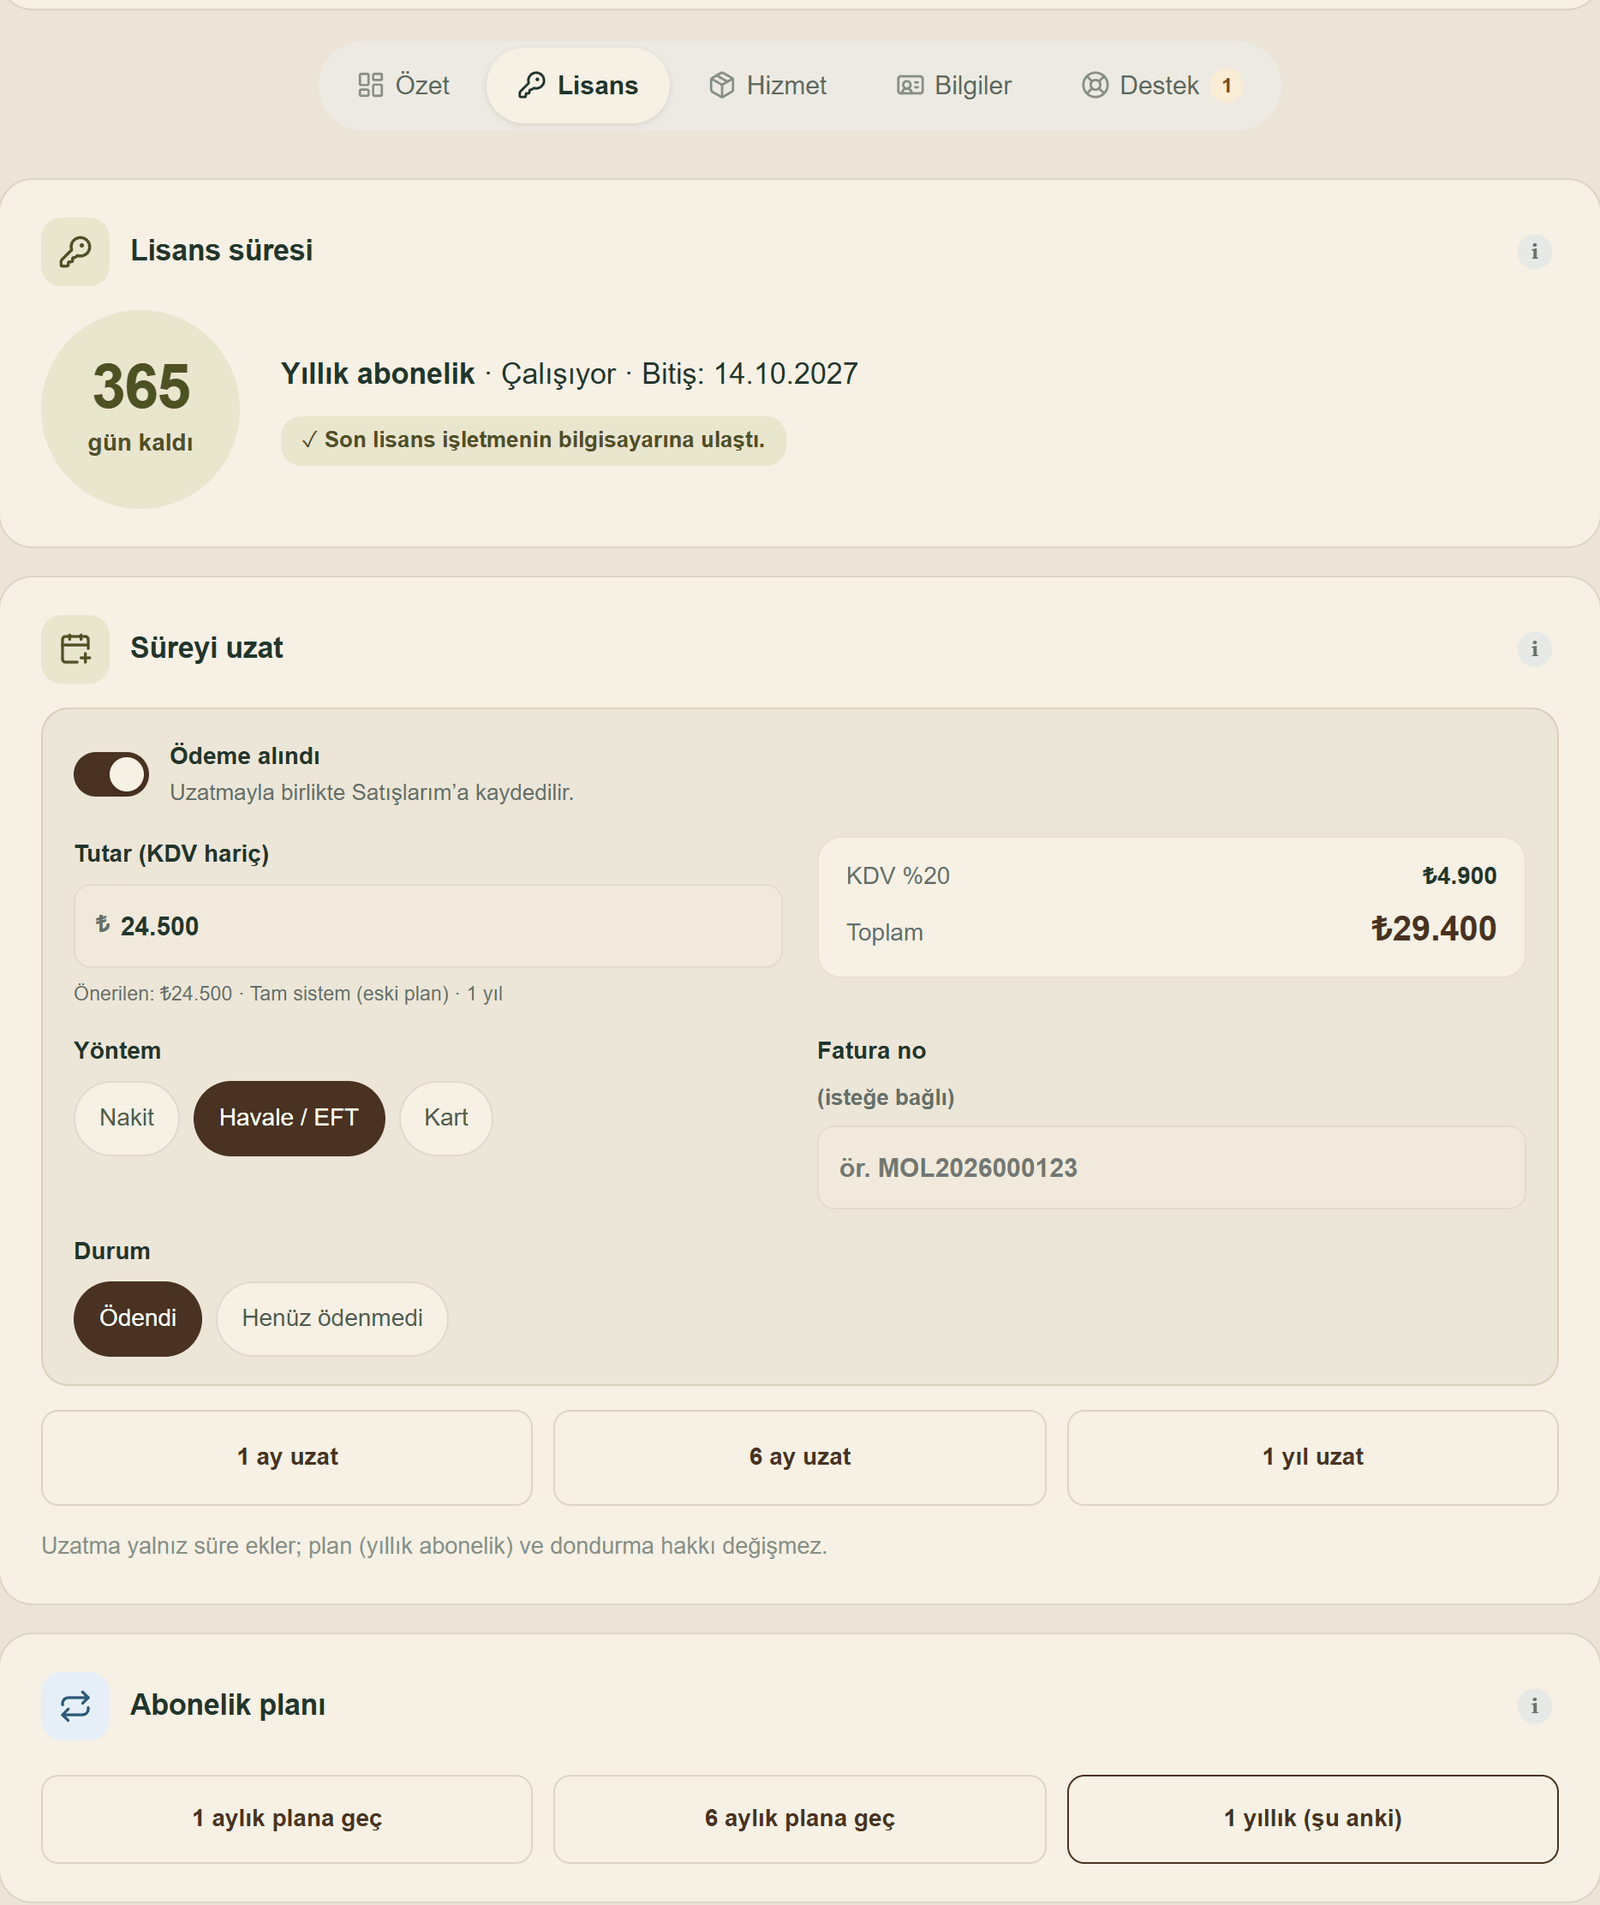 Özet
Lisans
Hizmet
Bilgiler
Destek 1
Lisans süresi
i
365
gün kaldı
Yıllık abonelik · Çalışıyor · Bitiş: 14.10.2027
✓ Son lisans işletmenin bilgisayarına ulaştı.
Süreyi uzat
i
Ödeme alındı
Uzatmayla birlikte Satışlarım’a kaydedilir.
Tutar (KDV hariç)
₺ 24.500
Önerilen: ₺24.500 · Tam sistem (eski plan) · 1 yıl
KDV %20 ₺4.900
Toplam ₺29.400
Yöntem
Nakit
Havale / EFT
Kart
Fatura no
(isteğe bağlı)
ör. MOL2026000123
Durum
Ödendi
Henüz ödenmedi
1 ay uzat
6 ay uzat
1 yıl uzat
Uzatma yalnız süre ekler; plan (yıllık abonelik) ve dondurma hakkı değişmez.
Abonelik planı
i
1 aylık plana geç
6 aylık plana geç
1 yıllık (şu anki)